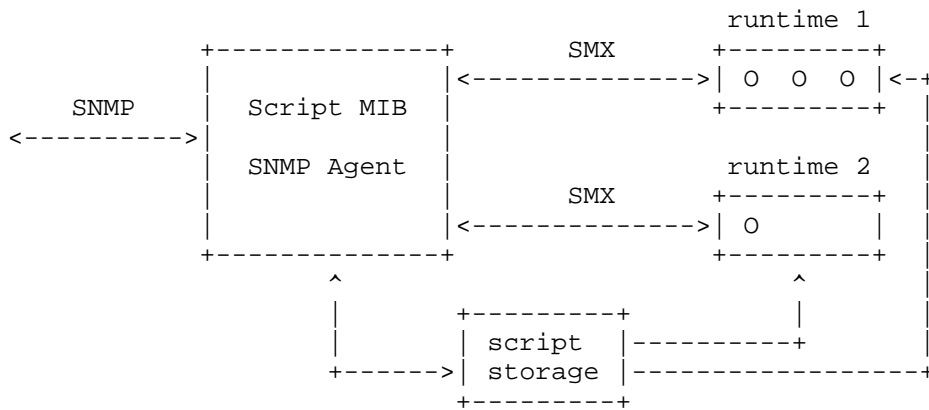 runtime 1
SMX
O O O
SNMP
Script MIB
SNMP Agent
runtime 2
SMX
O
script
storage